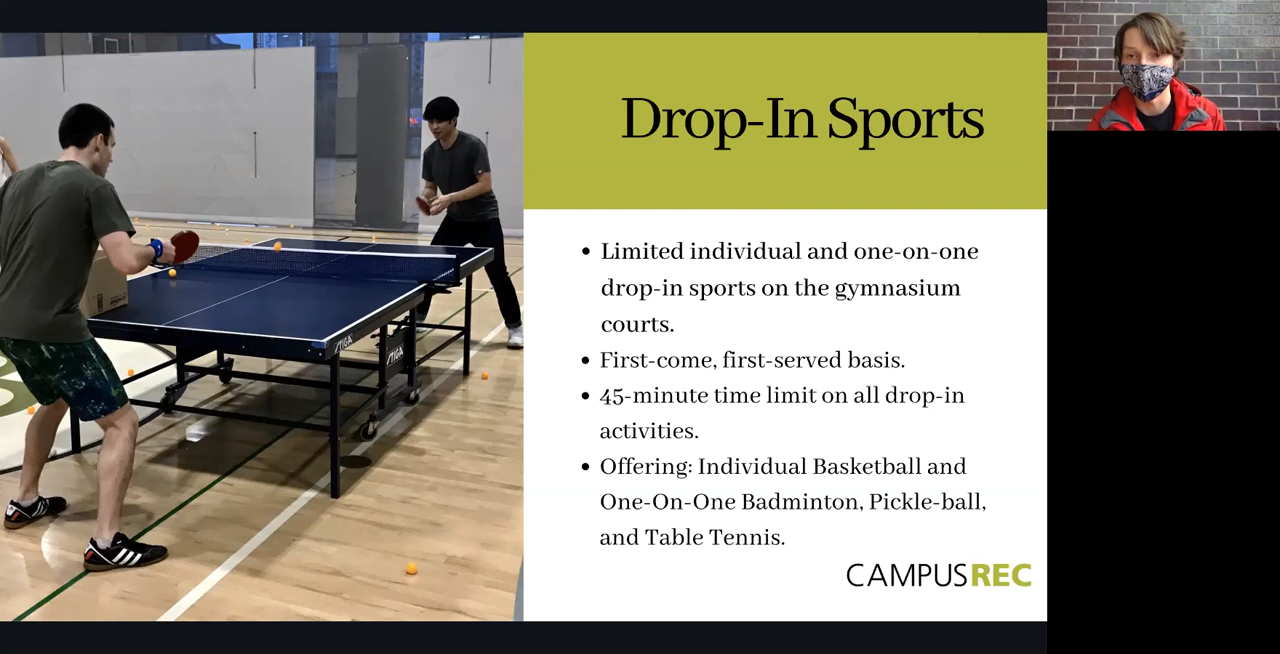 Drop-In Sports
• Limited individual and one-on-one
drop-in sports on the gymnasium
courts.
• First-come, first-served basis.
• 45-minute time limit on all drop-in
activities.
• Offering: Individual Basketball and
One-On-One Badminton, Pickle-ball,
and Table Tennis.
CAMPUSREC
STIGA
STIGA